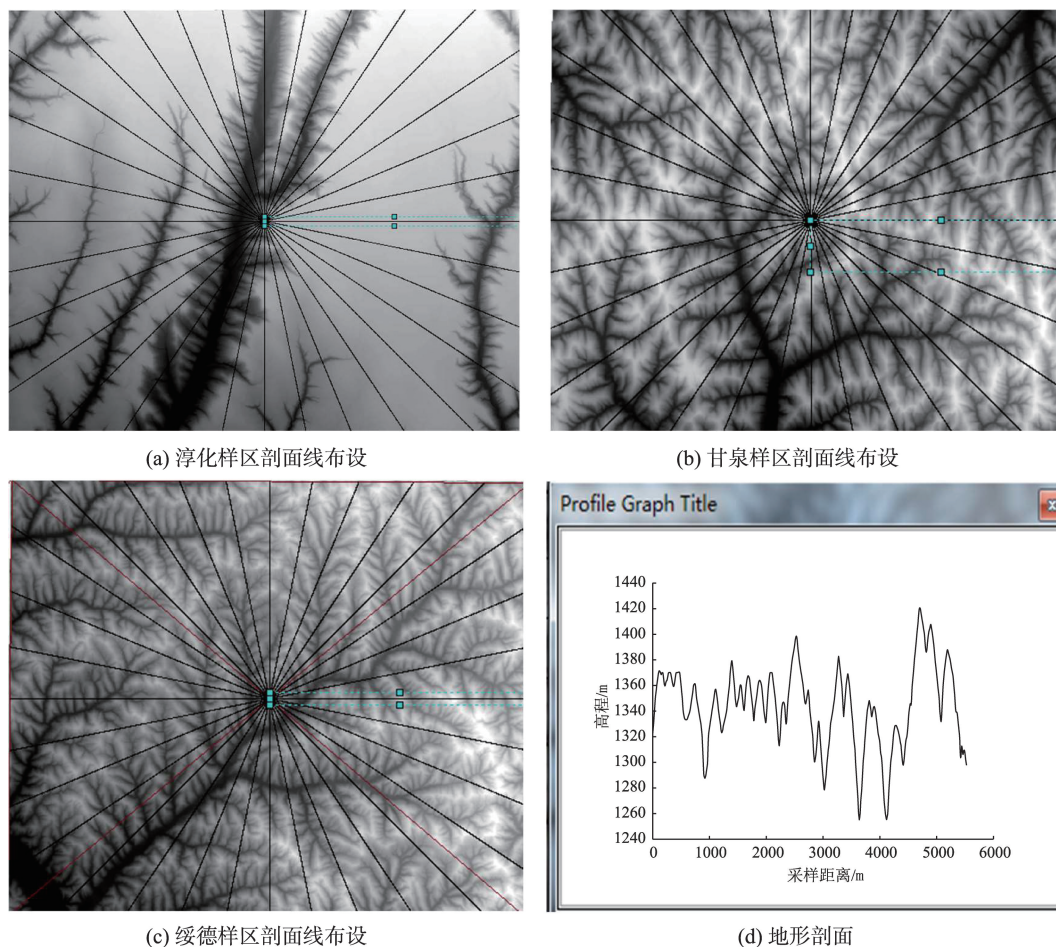 (a) 淳化样区剖面线布设
(b) 甘泉样区剖面线布设
Profile Graph Title
x
1440
1420
1400
1380
1360
1340
1320
1300
1280
1260
1240
高程/m
0 1000 2000 3000 4000 5000 6000
采样距离/m
(c) 绥德样区剖面线布设
(d) 地形剖面